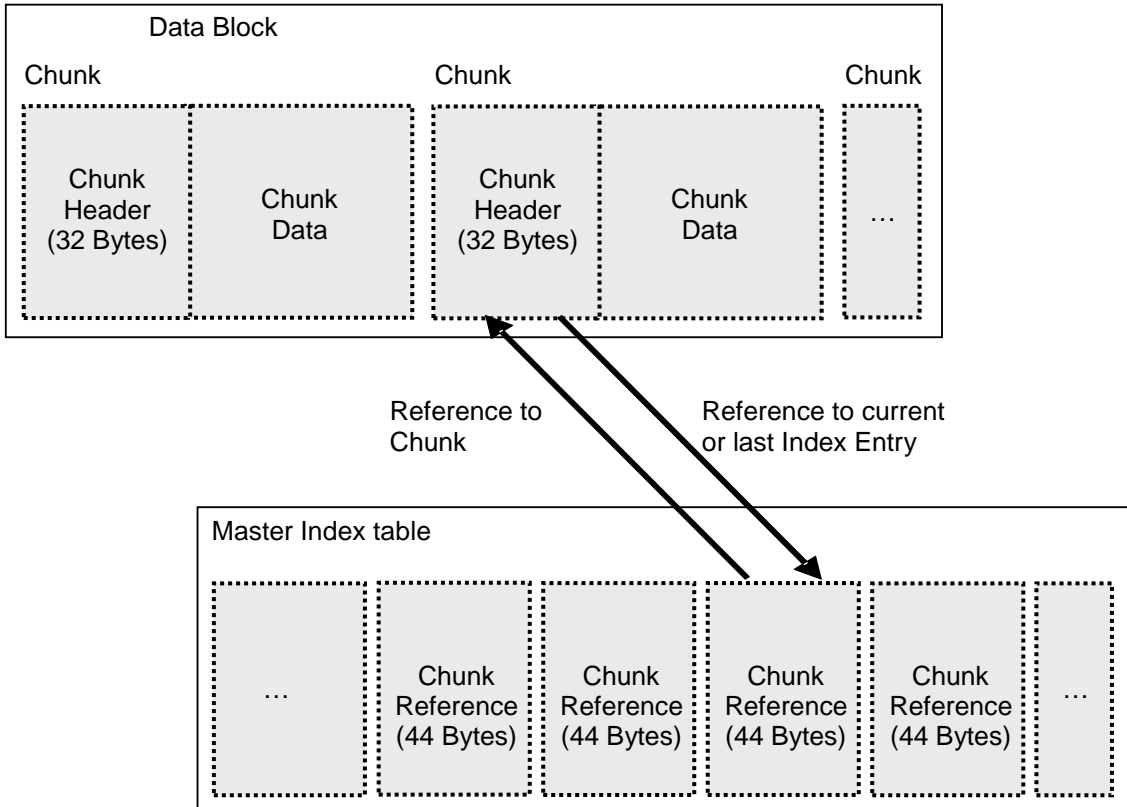 Data Block
Chunk
Chunk
Chunk
Chunk
Header
(32 Bytes)
Chunk
Data
Chunk
Header
(32 Bytes)
Chunk
Data
…
Reference to
Chunk
Reference to current
or last Index Entry
Master Index table
…
Chunk
Reference
(44 Bytes)
Chunk
Reference
(44 Bytes)
Chunk
Reference
(44 Bytes)
Chunk
Reference
(44 Bytes)
…